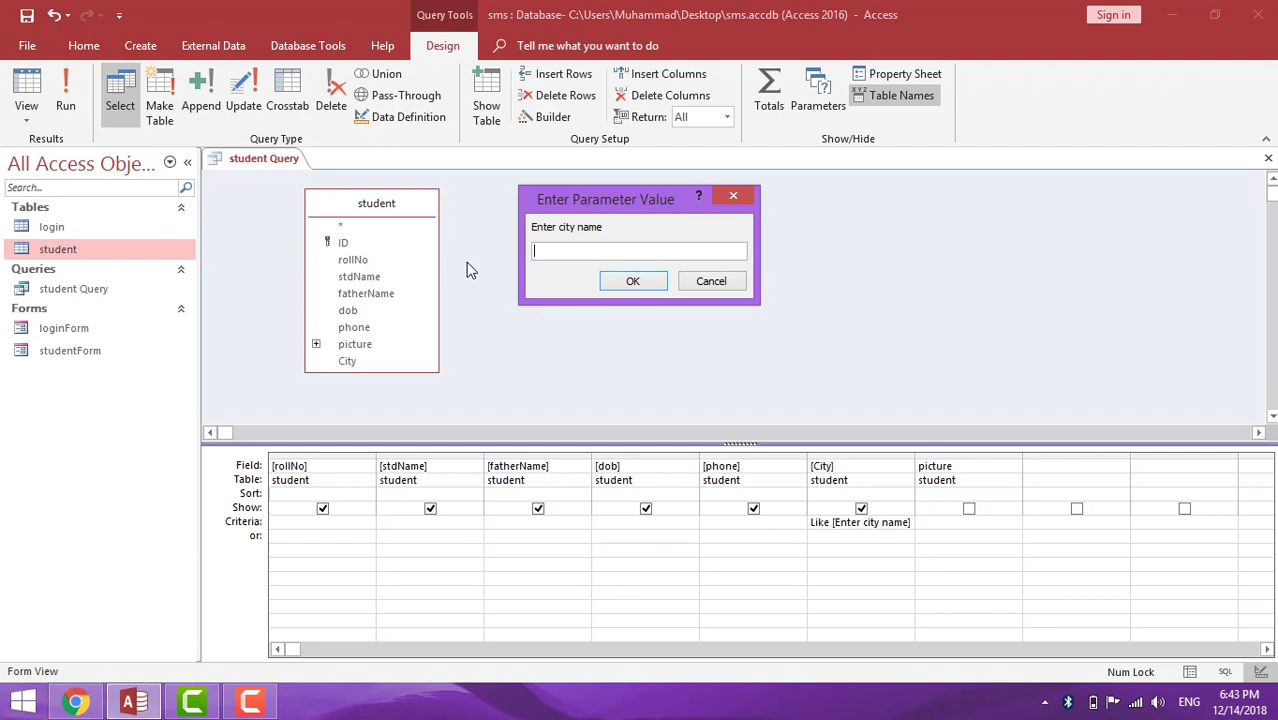 Query Tools
sms : Database- C:\Users\Muhammad\Desktop\sms.accdb (Access 2016) - Access
Sign in
File Home Create External Data Database Tools Help Design Tell me what you want to do
View
Run
Select
Make Table
Append
Update
Crosstab
Delete
Union
Pass-Through
Data Definition
Show Table
Insert Rows
Delete Rows
Builder
Insert Columns
Delete Columns
Return: All
Totals
Parameters
Property Sheet
XYZ
Table Names
Results
Query Type
Query Setup
Show/Hide
All Access Obje...
Search...
Tables
login
student
Queries
student Query
Forms
loginForm
studentForm
student Query
student
*
ID
rollNo
stdName
fatherName
dob
phone
picture
City
Enter Parameter Value
?
Enter city name
OK Cancel
Field: [rollNo] [stdName] [fatherName] [dob] [phone] [City] picture
Table: student student student student student student student
Sort:
Show:
Criteria: Like [Enter city name]
or:
Form View
Num Lock
SQL
ENG
6:43 PM
12/14/2018